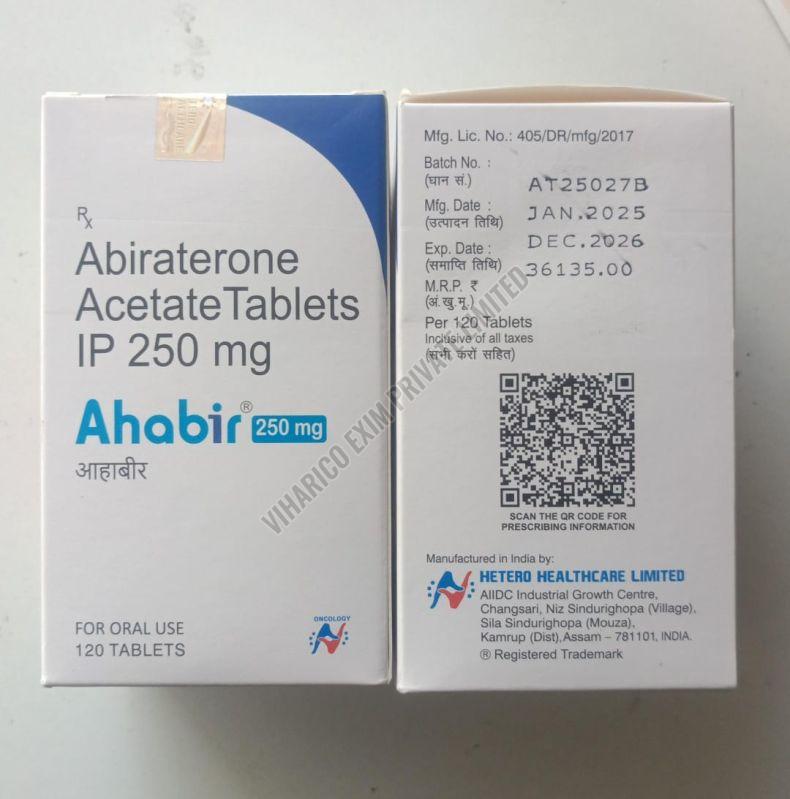 Rx
Abiraterone
Acetate Tablets
IP 250 mg
Ahabir® 250 mg
आहाबीर
FOR ORAL USE
120 TABLETS
ONCOLOGY
Mfg. Lic. No.: 405/DR/mfg/2017
Batch No. :
(घान सं.)
AT25027B
Mfg. Date :
(उत्पादन तिथि)
JAN.2025
Exp. Date :
(समाप्ति तिथि)
DEC.2026
36135.00
M.R.P. ₹
(अं.खु.मू.)
Per 120 Tablets
Inclusive of all taxes
(सभी करों सहित)
SCAN THE QR CODE FOR
PRESCRIBING INFORMATION
Manufactured in India by:
HETERO HEALTHCARE LIMITED
AIIDC Industrial Growth Centre,
Changsari, Niz Sindurighopa (Village),
Sila Sindurighopa (Mouza),
Kamrup (Dist), Assam – 781101, INDIA.
® Registered Trademark
VIHARICO EXIM PRIVATE LIMITED